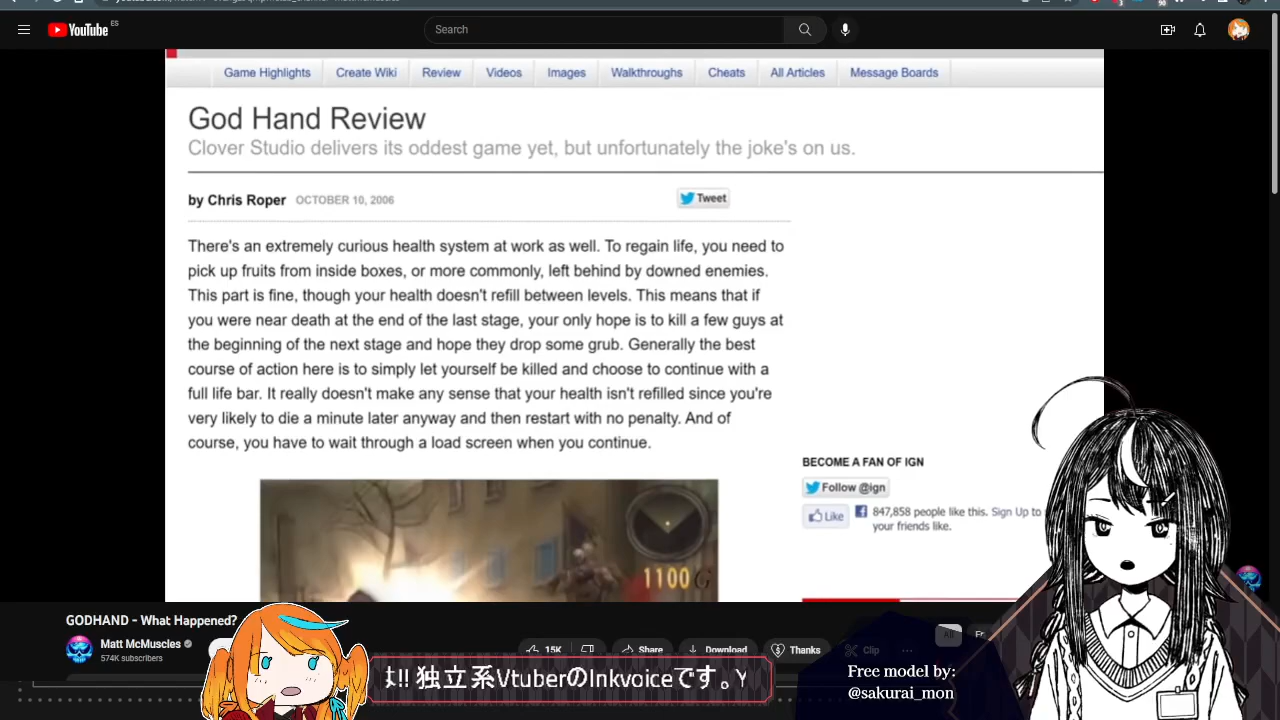 YouTube ES
Search
Game Highlights Create Wiki Review Videos Images Walkthroughs Cheats All Articles Message Boards
God Hand Review
Clover Studio delivers its oddest game yet, but unfortunately the joke's on us.
by Chris Roper OCTOBER 10, 2006 Tweet
There's an extremely curious health system at work as well. To regain life, you need to
pick up fruits from inside boxes, or more commonly, left behind by downed enemies.
This part is fine, though your health doesn't refill between levels. This means that if
you were near death at the end of the last stage, your only hope is to kill a few guys at
the beginning of the next stage and hope they drop some grub. Generally the best
course of action here is to simply let yourself be killed and choose to continue with a
full life bar. It really doesn't make any sense that your health isn't refilled since you're
very likely to die a minute later anyway and then restart with no penalty. And of
course, you have to wait through a load screen when you continue.
BECOME A FAN OF IGN
Follow @ign
Like 847,858 people like this. Sign Up to
your friends like.
1100 G
GODHAND - What Happened?
Matt McMuscles
574K subscribers
15K Share Download Thanks Clip
All
!! 独立系VtuberのInkvoiceです。Y
Free model by:
@sakurai_mon